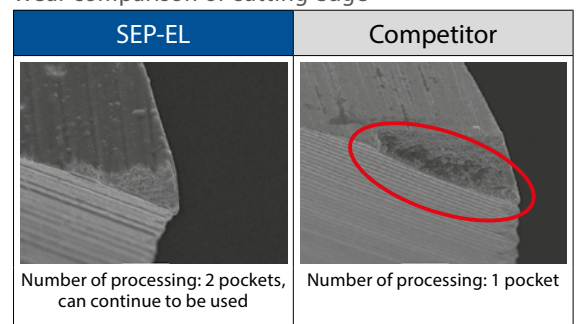 Wear comparison of cutting edge
SEP-EL
Competitor
Number of processing: 2 pockets,
can continue to be used
Number of processing: 1 pocket